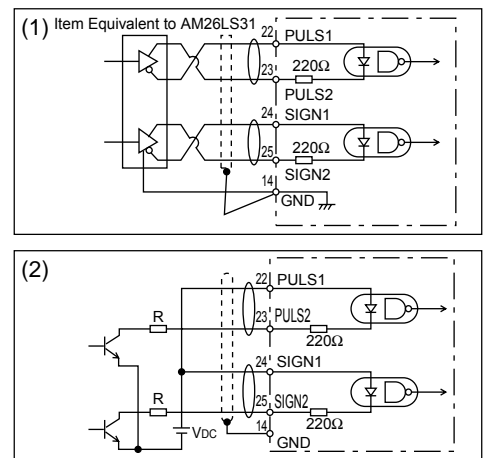 (1) Item Equivalent to AM26LS31
22 PULS1
23 220Ω
PULS2
24 SIGN1
25 220Ω
SIGN2
14
GND
(2)
22 PULS1
R 23 PULS2
220Ω
24 SIGN1
R 25 SIGN2
VDC 14 220Ω
GND